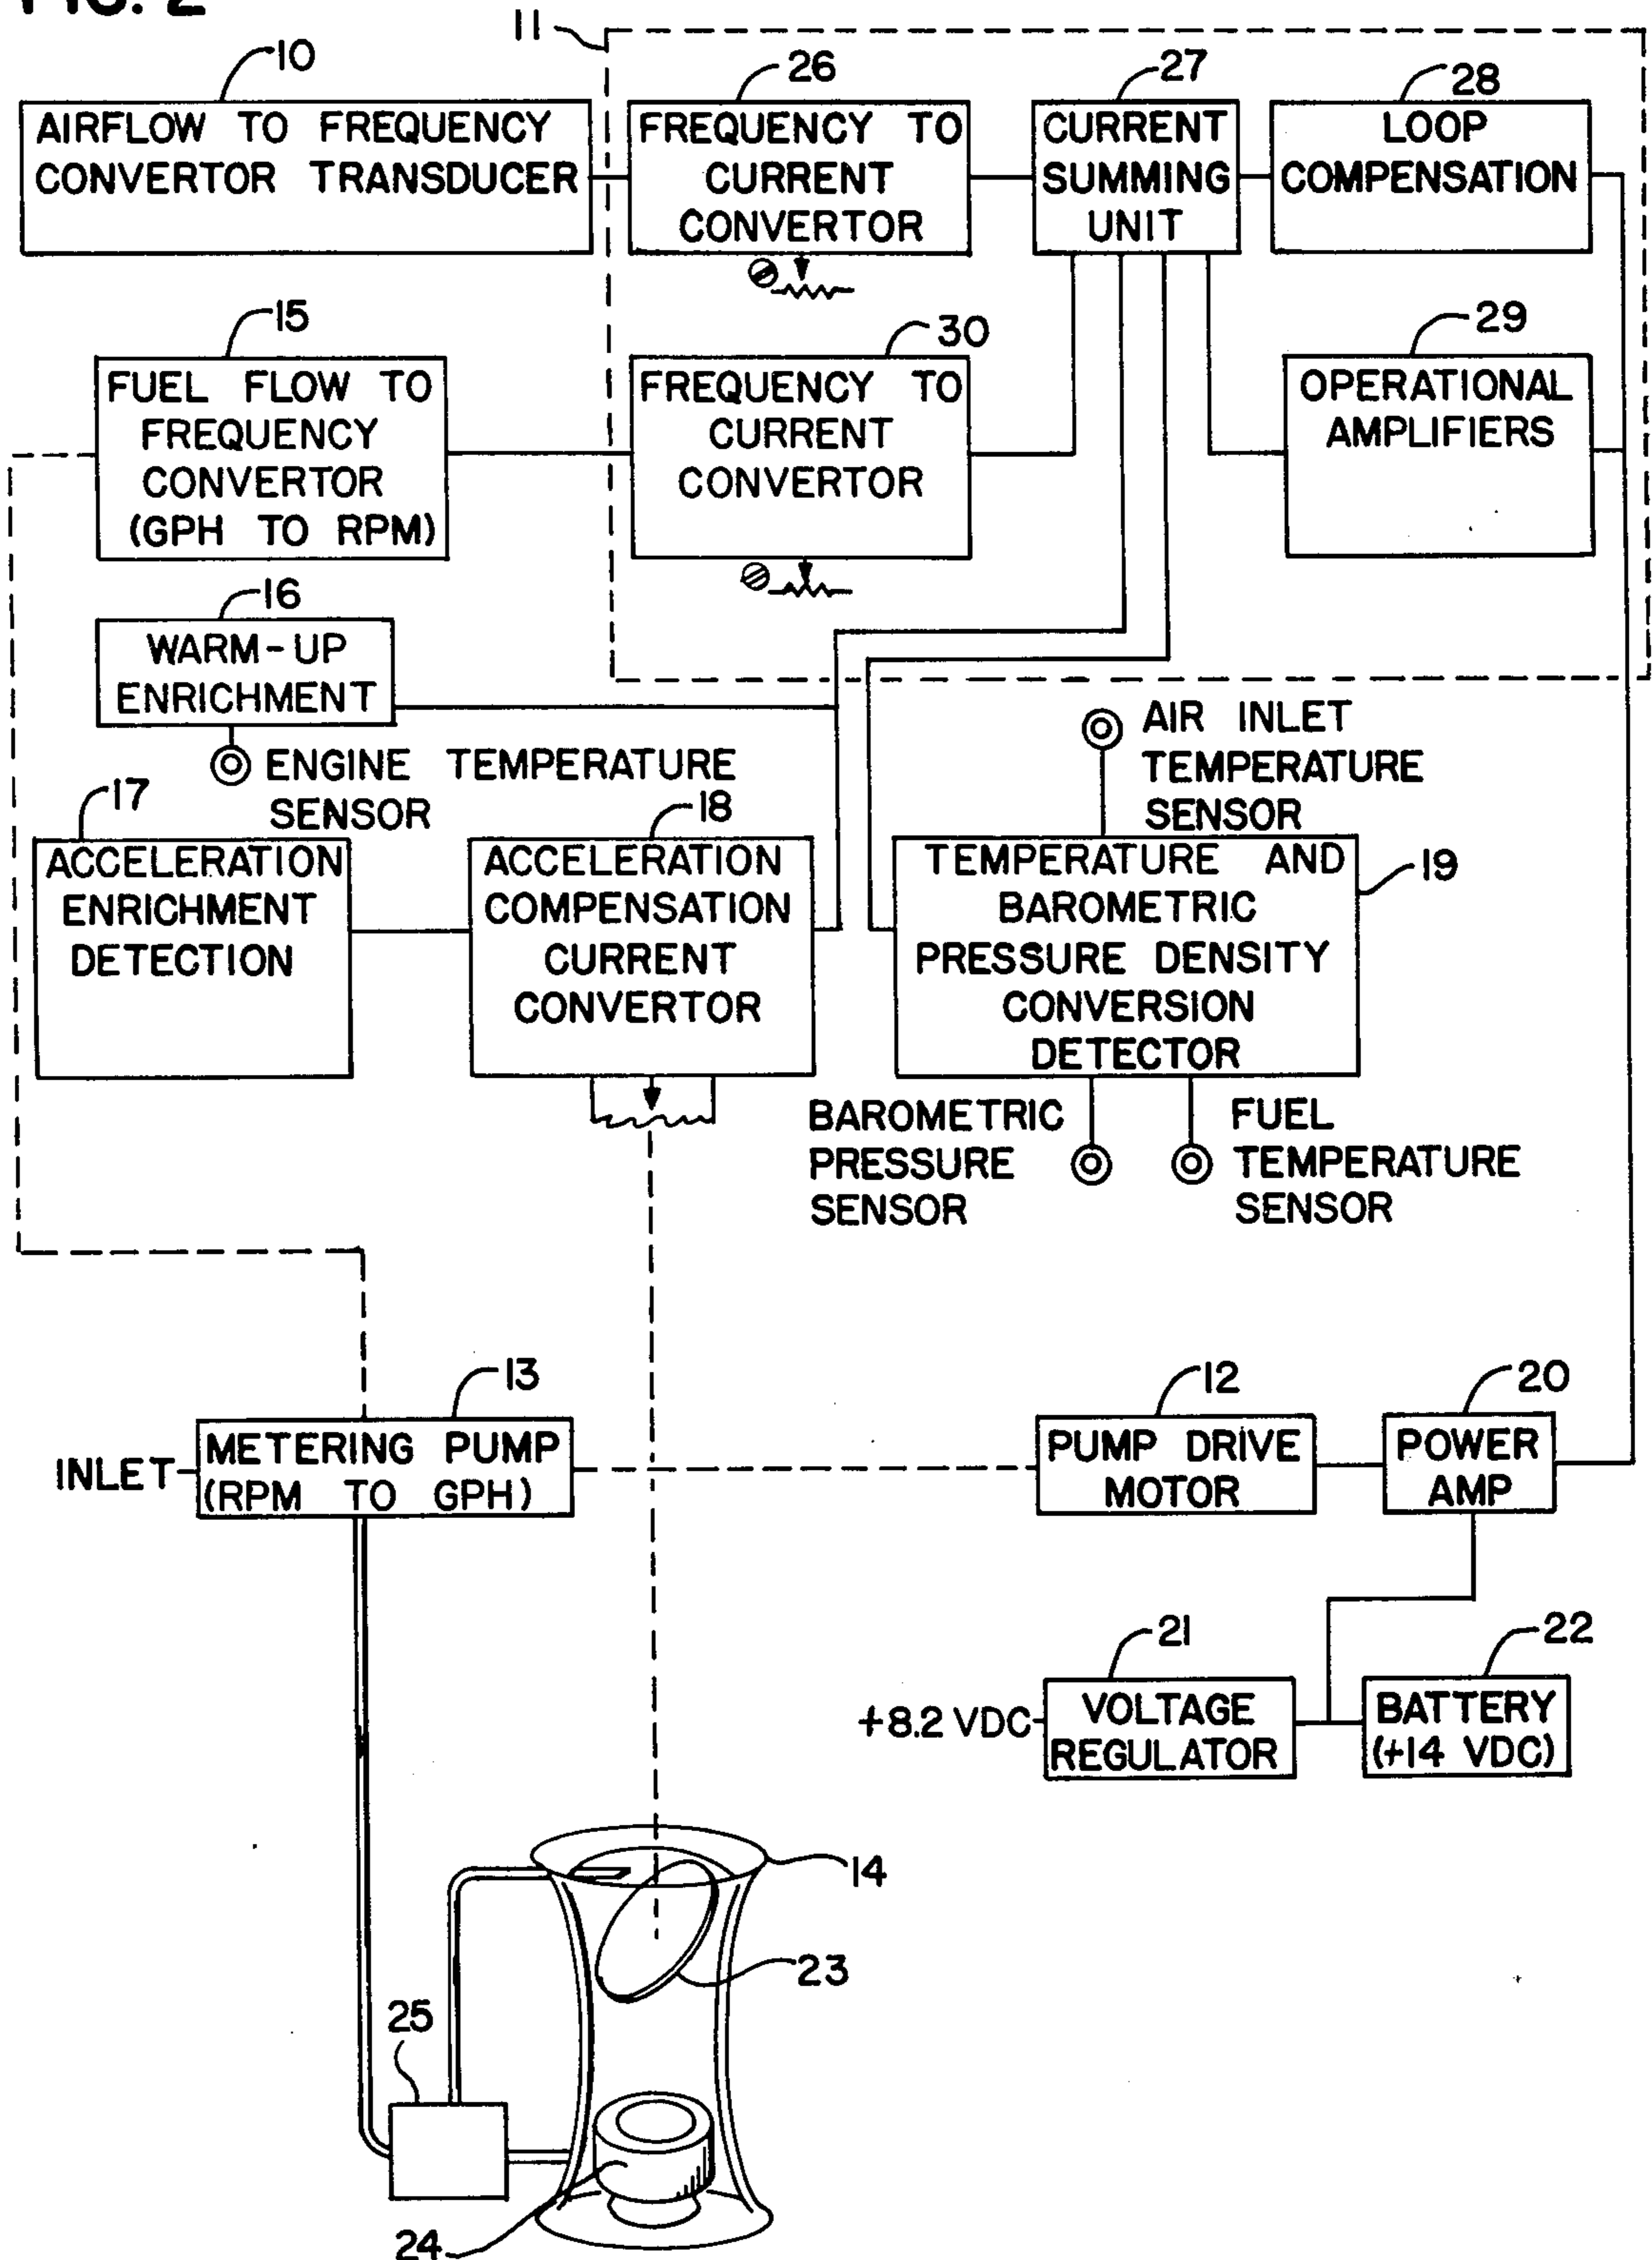 FIG. 2
11
10
26
27
28
AIRFLOW TO FREQUENCY
CONVERTOR TRANSDUCER
FREQUENCY TO
CURRENT
CONVERTOR
CURRENT
SUMMING
UNIT
LOOP
COMPENSATION
15
30
29
FUEL FLOW TO
FREQUENCY
CONVERTOR
(GPH TO RPM)
FREQUENCY TO
CURRENT
CONVERTOR
OPERATIONAL
AMPLIFIERS
16
WARM-UP
ENRICHMENT
ENGINE TEMPERATURE
SENSOR
AIR INLET
TEMPERATURE
SENSOR
17
18
19
ACCELERATION
ENRICHMENT
DETECTION
ACCELERATION
COMPENSATION
CURRENT
CONVERTOR
TEMPERATURE AND
BAROMETRIC
PRESSURE DENSITY
CONVERSION
DETECTOR
BAROMETRIC
PRESSURE
SENSOR
FUEL
TEMPERATURE
SENSOR
13
12
20
INLET
METERING PUMP
(RPM TO GPH)
PUMP DRIVE
MOTOR
POWER
AMP
21
22
+8.2 VDC
VOLTAGE
REGULATOR
BATTERY
(+14 VDC)
14
23
25
24